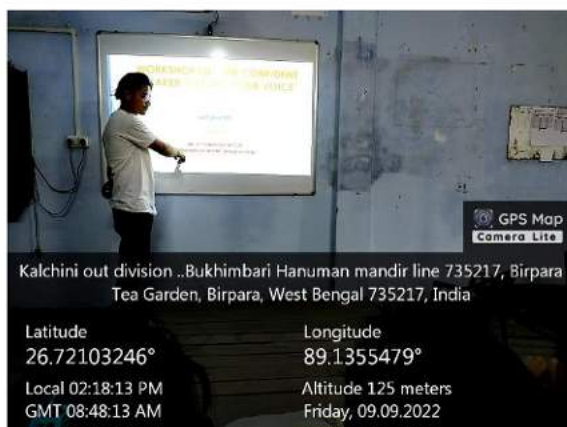 WORKSHOP
VOICE
GPS Map
Camera Lite
Kalchini out division ..Bukhimbari Hanuman mandir line 735217, Birpara
Tea Garden, Birpara, West Bengal 735217, India
Latitude
26.72103246°
Longitude
89.1355479°
Local 02:18:13 PM
GMT 08:48:13 AM
Altitude 125 meters
Friday, 09.09.2022